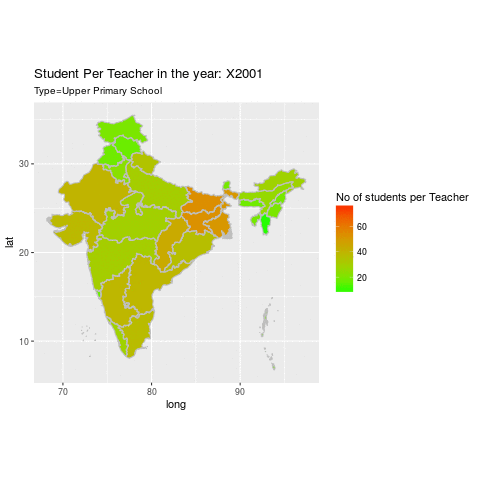 Student Per Teacher in the year: X2001
Type=Upper Primary School
30
20
10
lat
70
80
90
long
No of students per Teacher
60
40
20